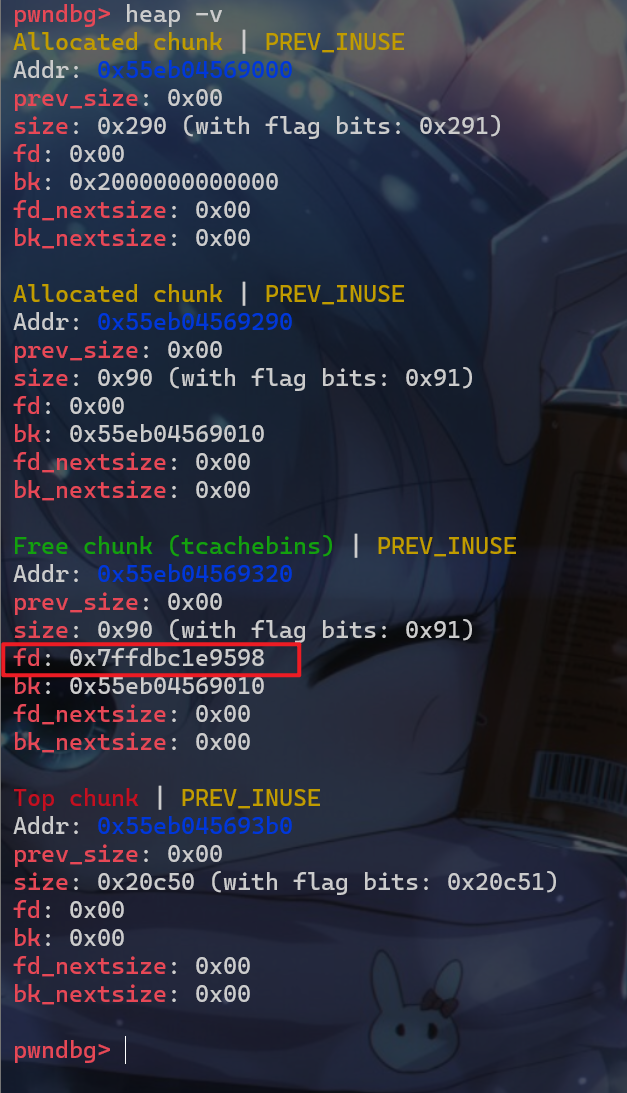 pwndbg> heap -v
Allocated chunk | PREV_INUSE
Addr: 0x55eb04569000
prev_size: 0x00
size: 0x290 (with flag bits: 0x291)
fd: 0x00
bk: 0x2000000000000
fd_nextsize: 0x00
bk_nextsize: 0x00
Allocated chunk | PREV_INUSE
Addr: 0x55eb04569290
prev_size: 0x00
size: 0x90 (with flag bits: 0x91)
fd: 0x00
bk: 0x55eb04569010
fd_nextsize: 0x00
bk_nextsize: 0x00
Free chunk (tcachebins) | PREV_INUSE
Addr: 0x55eb04569320
prev_size: 0x00
size: 0x90 (with flag bits: 0x91)
fd: 0x7ffdbc1e9598
bk: 0x55eb04569010
fd_nextsize: 0x00
bk_nextsize: 0x00
Top chunk | PREV_INUSE
Addr: 0x55eb045693b0
prev_size: 0x00
size: 0x20c50 (with flag bits: 0x20c51)
fd: 0x00
bk: 0x00
fd_nextsize: 0x00
bk_nextsize: 0x00
pwndbg>